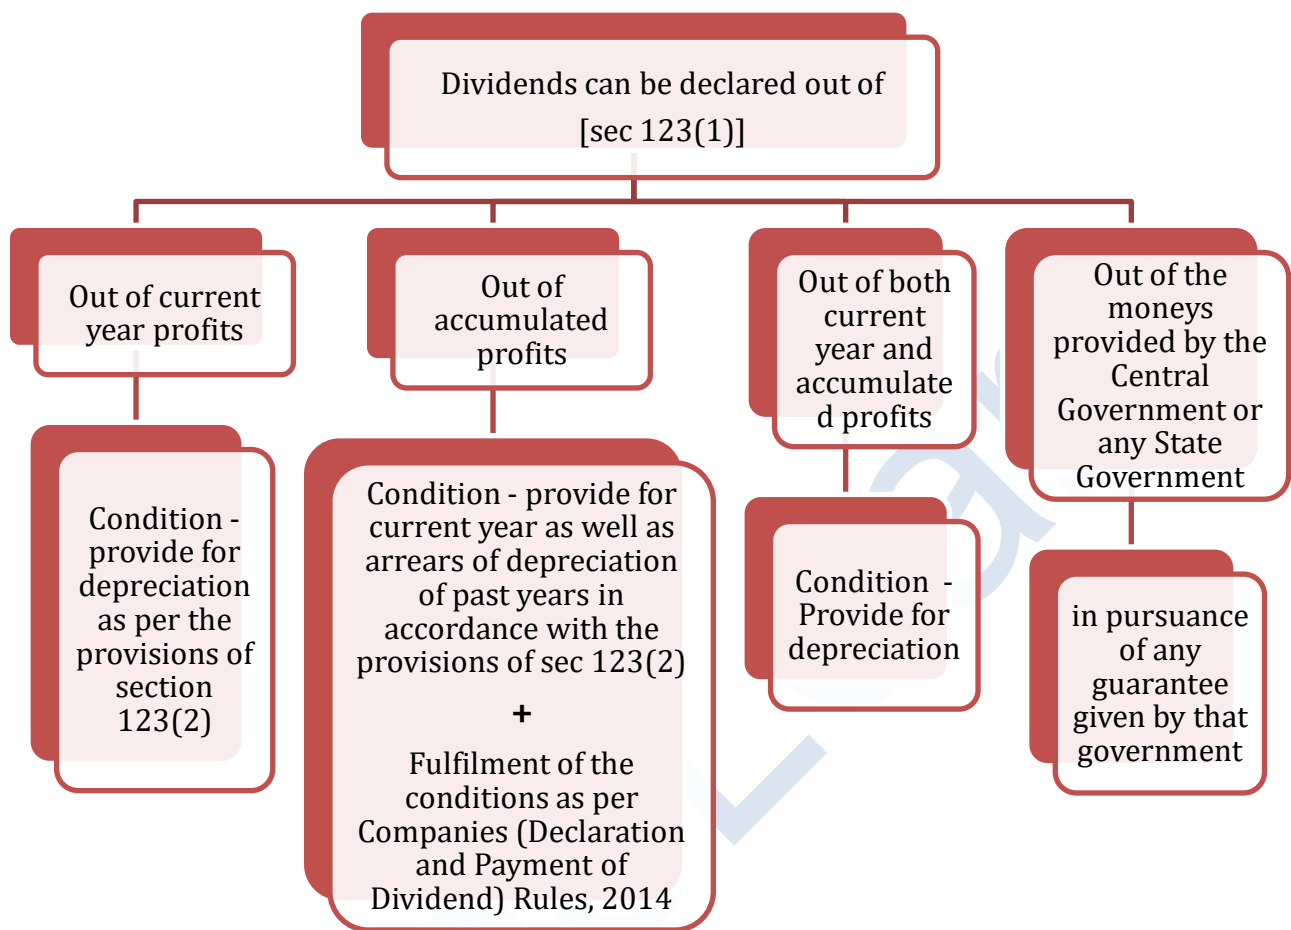 Dividends can be declared out of
[sec 123(1)]
Out of current
year profits
Out of
accumulated
profits
Out of both
current
year and
accumulate
d profits
Out of the
moneys
provided by the
Central
Government or
any State
Government
Condition -
provide for
depreciation
as per the
provisions of
section
123(2)
Condition - provide for
current year as well as
arrears of depreciation
of past years in
accordance with the
provisions of sec 123(2)
+
Fulfilment of the
conditions as per
Companies (Declaration
and Payment of
Dividend) Rules, 2014
Condition -
Provide for
depreciation
in pursuance
of any
guarantee
given by that
government